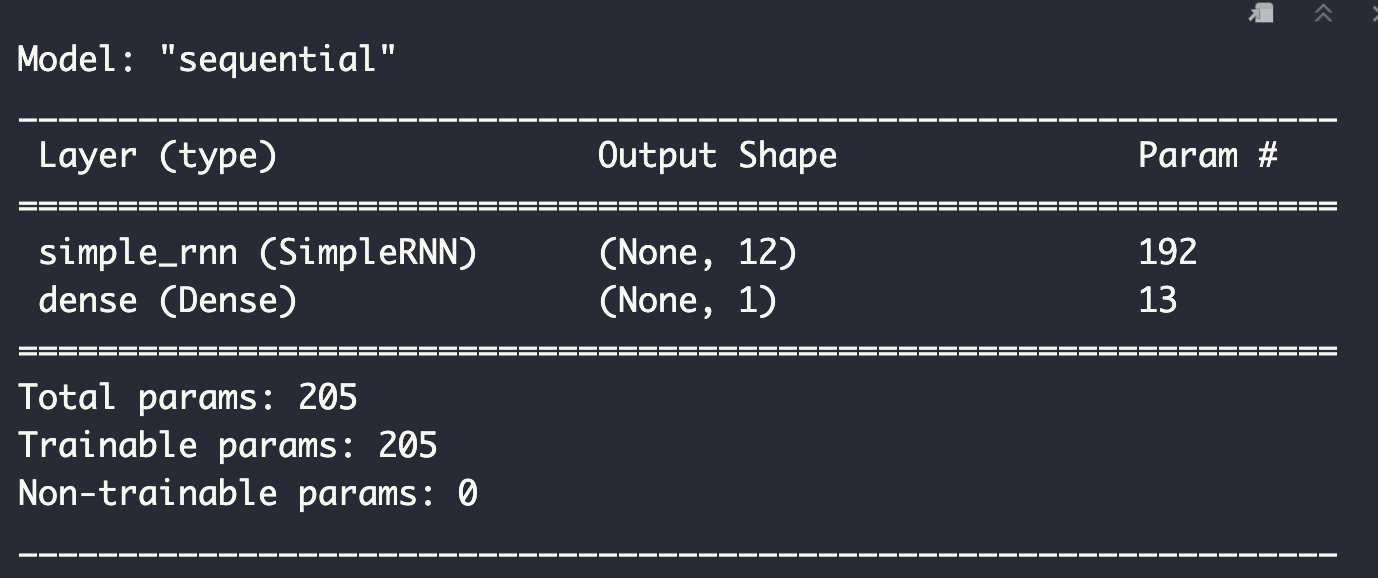 Model: "sequential"
_________________________________________________________________
Layer (type) Output Shape Param #
=================================================================
simple_rnn (SimpleRNN) (None, 12) 192
dense (Dense) (None, 1) 13
=================================================================
Total params: 205
Trainable params: 205
Non-trainable params: 0
_________________________________________________________________